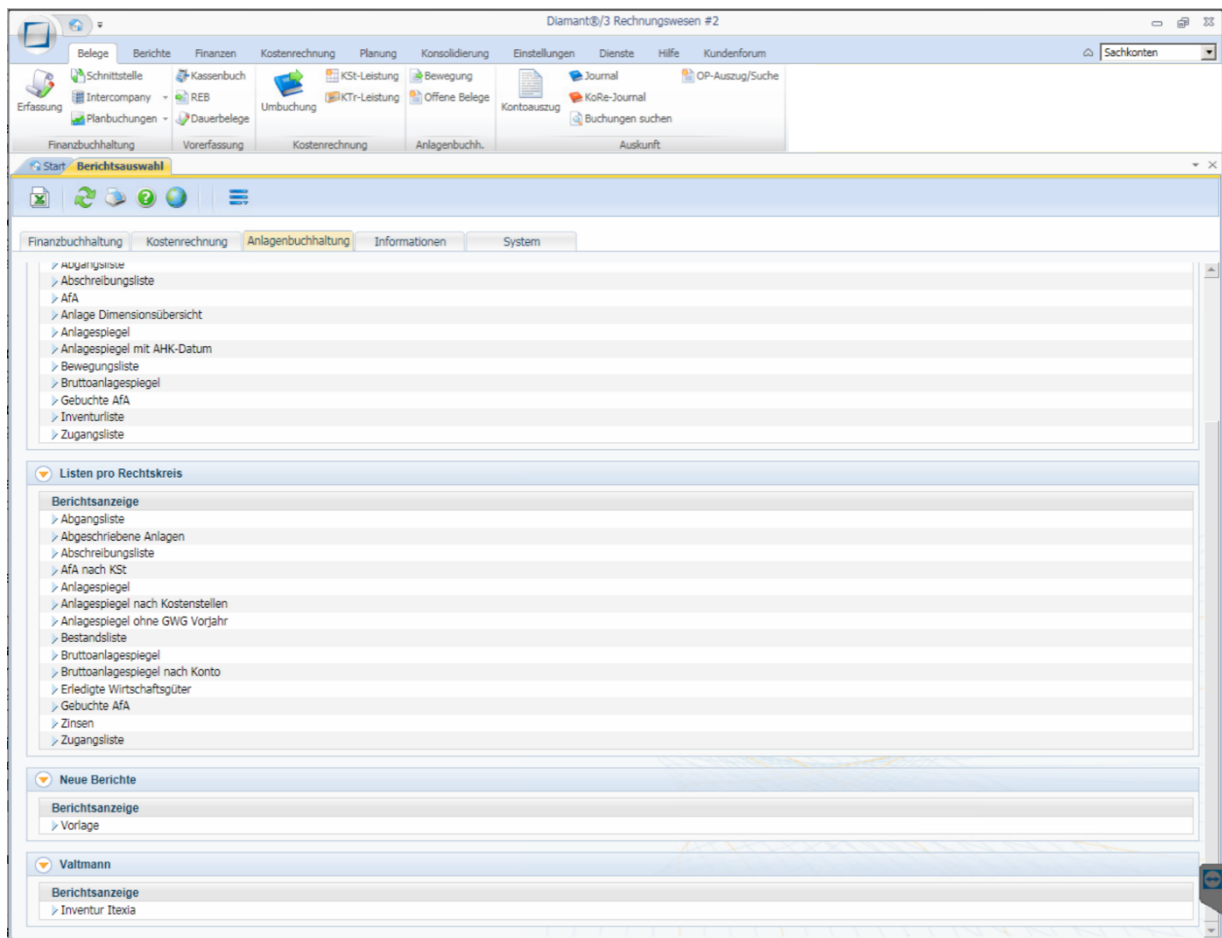 Diamant®/3 Rechnungswesen #2
Belege Berichte Finanzen Kostenrechnung Planung Konsolidierung Einstellungen Dienste Hilfe Kundenforum Sachkonten
Schnittstelle Kassenbuch KSt-Leistung Bewegung Journal OP-Auszug/Suche
Erfassung Intercompany REB Umbuchung KTr-Leistung Offene Belege Kontoauszug KoRe-Journal
Planbuchungen Dauerbelege Buchungen suchen
Finanzbuchhaltung Vorerfassung Kostenrechnung Anlagenbuchh. Auskunft
Start Berichtsauswahl
Finanzbuchhaltung Kostenrechnung Anlagenbuchhaltung Informationen System
Abgangsliste
Abschreibungsliste
AfA
Anlage Dimensionsübersicht
Anlagespiegel
Anlagespiegel mit AHK-Datum
Bewegungsliste
Bruttoanlagespiegel
Gebuchte AfA
Inventurliste
Zugangsliste
Listen pro Rechtskreis
Berichtsanzeige
Abgangsliste
Abgeschriebene Anlagen
Abschreibungsliste
AfA nach KSt
Anlagespiegel
Anlagespiegel nach Kostenstellen
Anlagespiegel ohne GWG Vorjahr
Bestandsliste
Bruttoanlagespiegel
Bruttoanlagespiegel nach Konto
Erledigte Wirtschaftsgüter
Gebuchte AfA
Zinsen
Zugangsliste
Neue Berichte
Berichtsanzeige
Vorlage
Valtmann
Berichtsanzeige
Inventur Itexia